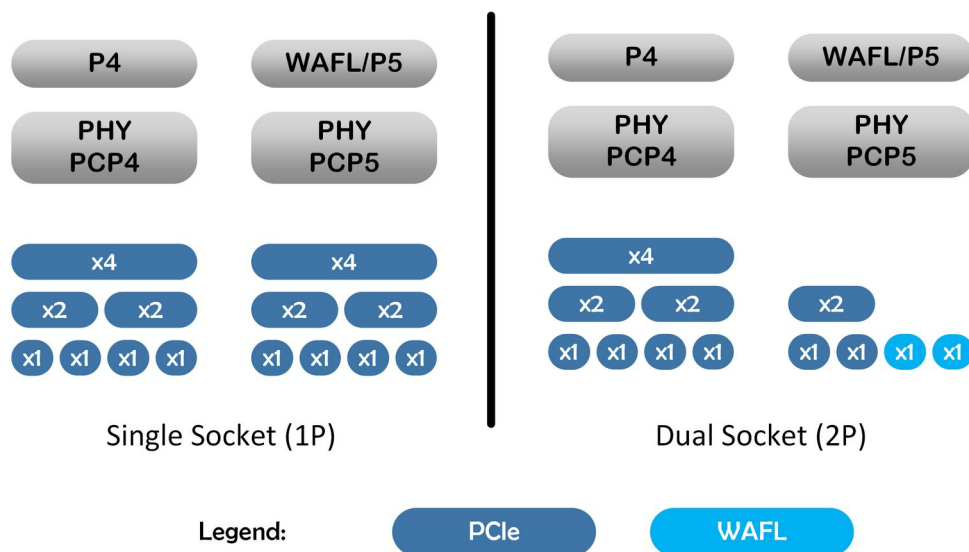 P4 WAFL/P5 P4 WAFL/P5
PHY PCP4 PHY PCP5 PHY PCP4 PHY PCP5
x4 x4 x4
x2 x2 x2 x2 x2 x2 x2
x1 x1 x1 x1 x1 x1 x1 x1 x1 x1 x1 x1 x1 x1 x1 x1
Single Socket (1P) Dual Socket (2P)
Legend: PCIe WAFL